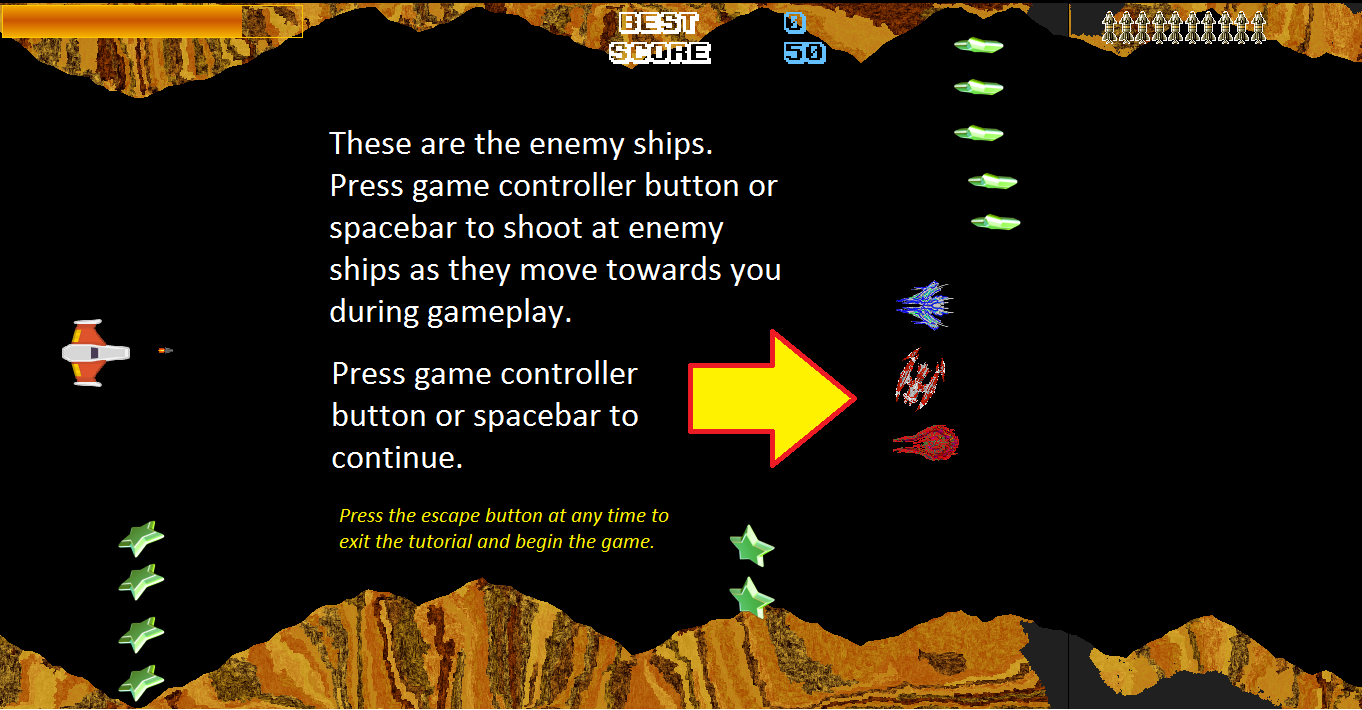 BEST 0
SCORE 50
These are the enemy ships.
Press game controller button or
spacebar to shoot at enemy
ships as they move towards you
during gameplay.
Press game controller
button or spacebar to
continue.
Press the escape button at any time to
exit the tutorial and begin the game.